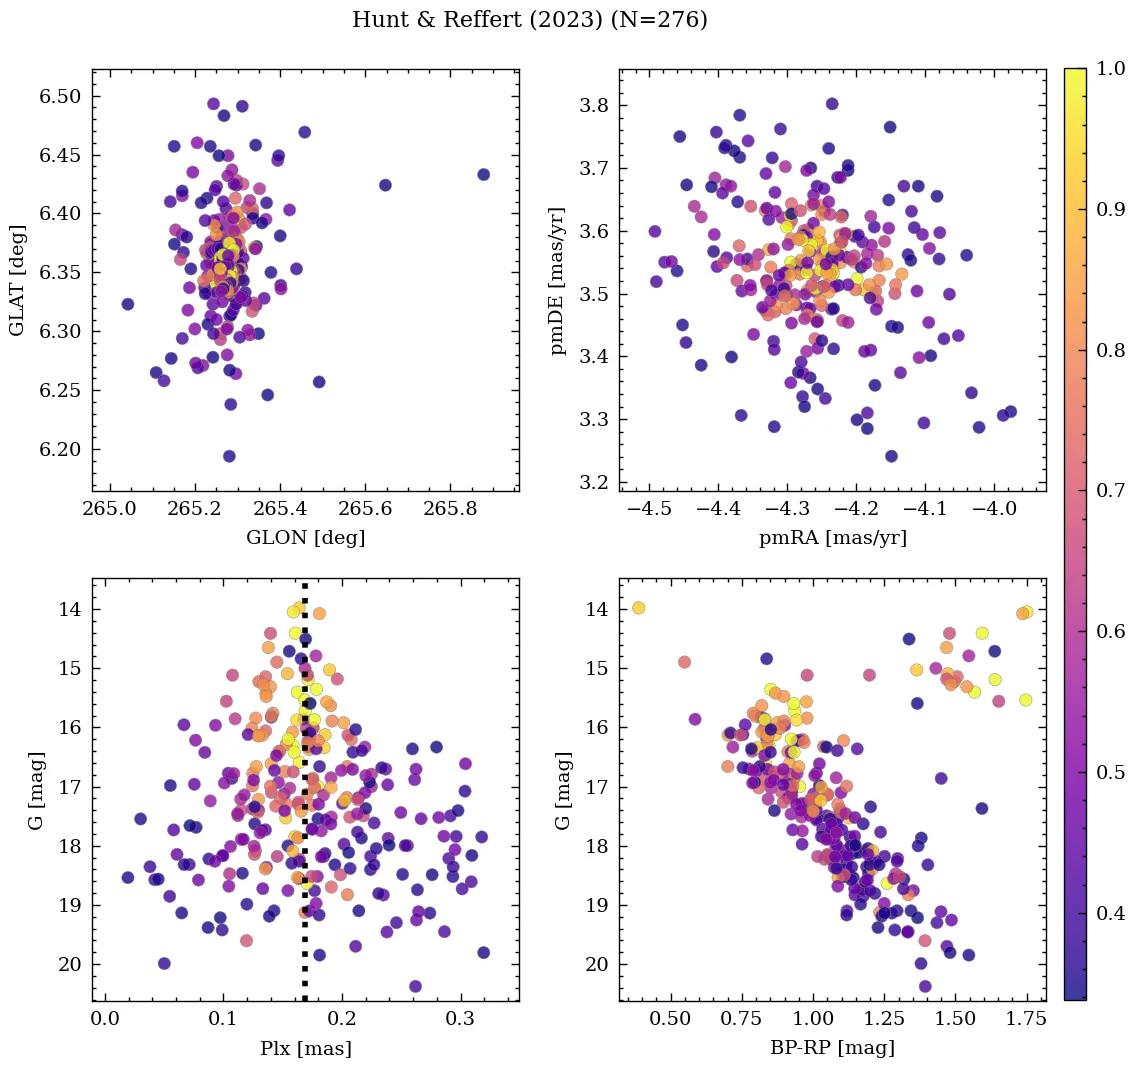 Hunt & Reffert (2023) (N=276)
6.50
6.45
6.40
6.35
6.30
6.25
6.20
GLAT [deg]
265.0 265.2 265.4 265.6 265.8
GLON [deg]
3.8
3.7
3.6
3.5
3.4
3.3
3.2
pmDE [mas/yr]
−4.5 −4.4 −4.3 −4.2 −4.1 −4.0
pmRA [mas/yr]
14
15
16
17
18
19
20
G [mag]
0.0 0.1 0.2 0.3
Plx [mas]
14
15
16
17
18
19
20
G [mag]
0.50 0.75 1.00 1.25 1.50 1.75
BP-RP [mag]
1.0
0.9
0.8
0.7
0.6
0.5
0.4